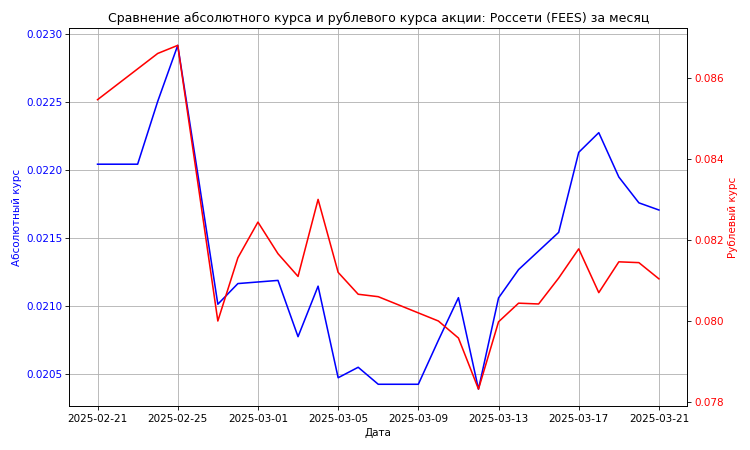 Сравнение абсолютного курса и рублевого курса акции: Россети (FEES) за месяц
0.0230
0.0225
0.0220
0.0215
0.0210
0.0205
Абсолютный курс
0.086
0.084
0.082
0.080
0.078
Рублевый курс
2025-02-21 2025-02-25 2025-03-01 2025-03-05 2025-03-09 2025-03-13 2025-03-17 2025-03-21
Дата